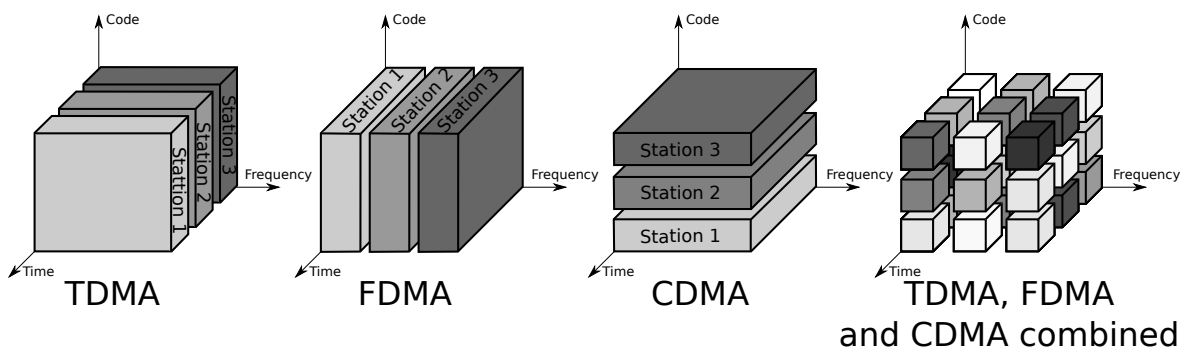 Code
Frequency
Time
Stattion 1
Station 2
Station 3
TDMA
Code
Frequency
Time
Station 1
Station 2
Station 3
FDMA
Code
Frequency
Time
Station 3
Station 2
Station 1
CDMA
Code
Frequency
Time
TDMA, FDMA
and CDMA combined